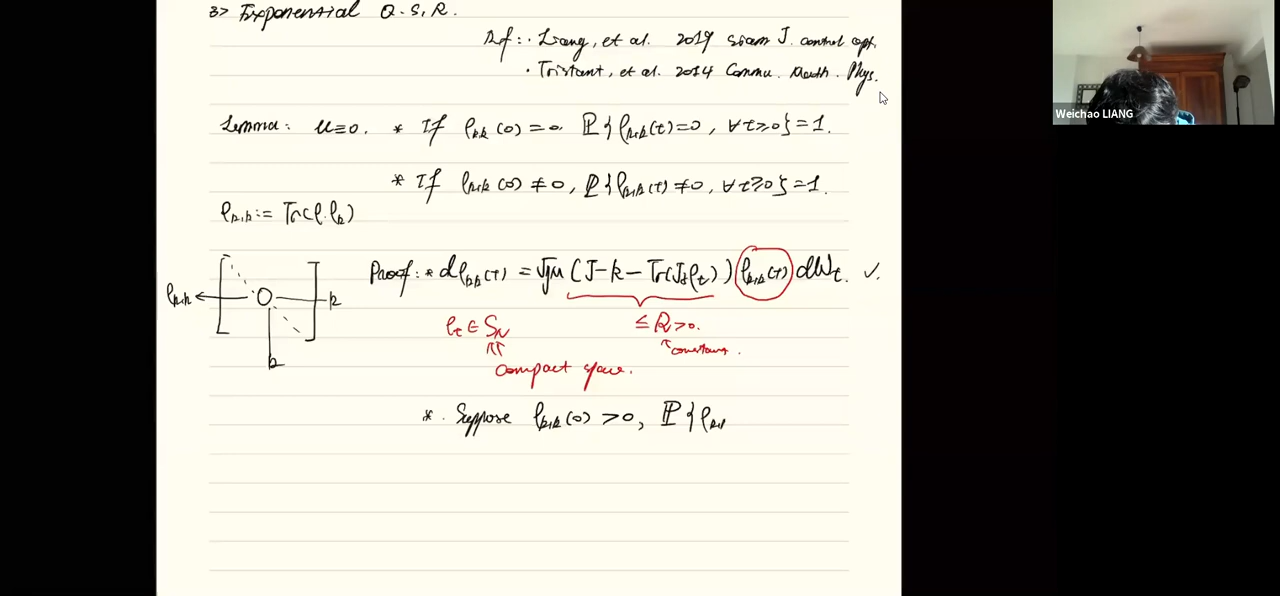 3> Exponential Q.S.R.
Ref: · Liang, et al. 2019 Siam J. control opt.
· Tristant, et al. 2014 Commu. Math. Phys.
Weichao LIANG
Lemma: u≡0. * If ρ_{k,k}(0)=0, ℙ{ρ_{k,k}(t)=0, ∀t≥0}=1.
* If ρ_{k,k}(0)≠0, ℙ{ρ_{k,k}(t)≠0, ∀t≥0}=1.
ρ_{k,k}:= Tr(ρ.ρ_k)
Proof: * dρ_{k,k}(t) = √ηM (J-k-Tr(J_zρ_t)) ρ_{k,k}(t) dW_t. ✓
ρ_{k,k} ← O k
k
ρ_t ∈ S_N ≤ R>0.
↑↑ ↑constant.
compact space.
* . Suppose ρ_{k,k}(0) >0, ℙ{ρ_{k,k}